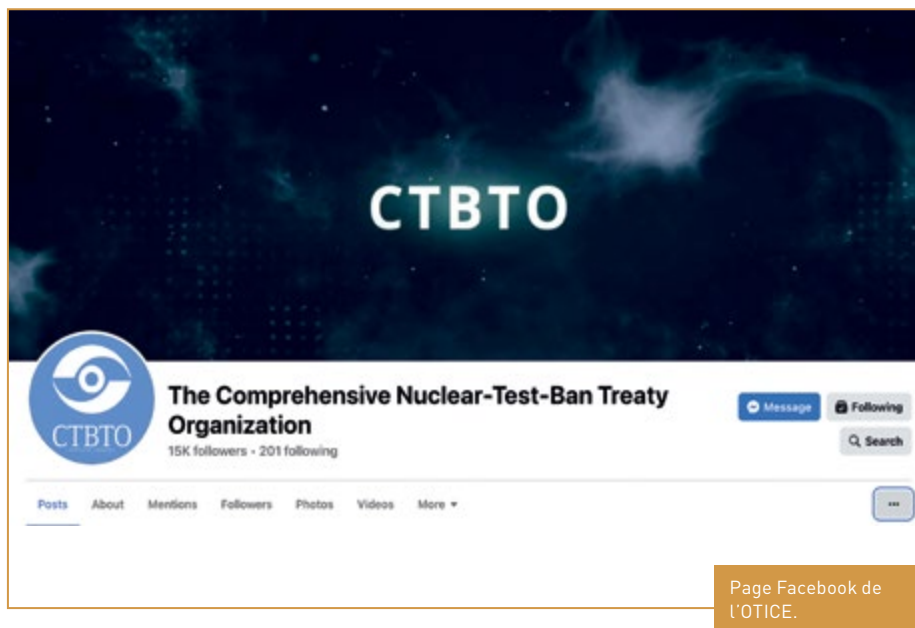 CTBTO
CTBTO
The Comprehensive Nuclear-Test-Ban Treaty
Organization
15K followers • 201 following
Message
Following
Search
Posts About Mentions Followers Photos Videos More
...
Page Facebook de
l'OTICE.